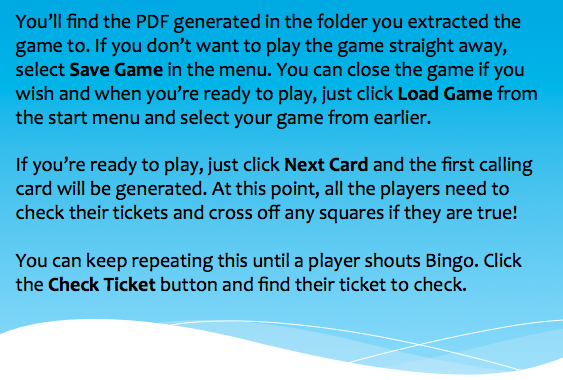 You’ll find the PDF generated in the folder you extracted the
game to. If you don’t want to play the game straight away,
select Save Game in the menu. You can close the game if you
wish and when you’re ready to play, just click Load Game from
the start menu and select your game from earlier.
If you’re ready to play, just click Next Card and the first calling
card will be generated. At this point, all the players need to
check their tickets and cross off any squares if they are true!
You can keep repeating this until a player shouts Bingo. Click
the Check Ticket button and find their ticket to check.